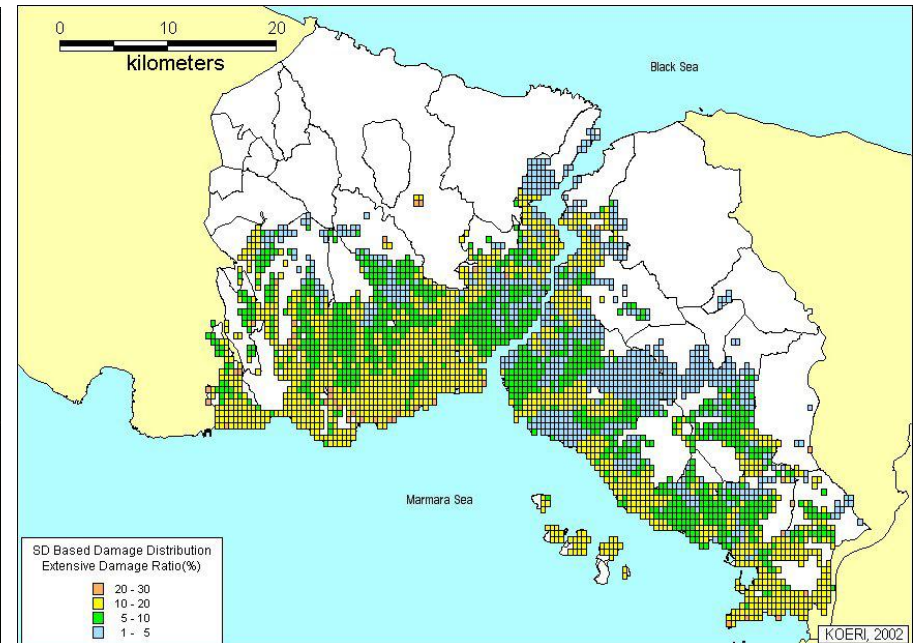 0 10 20
kilometers
Black Sea
Marmara Sea
SD Based Damage Distribution
Extensive Damage Ratio(%)
20 - 30
10 - 20
5 - 10
1 - 5
KOERI, 2002